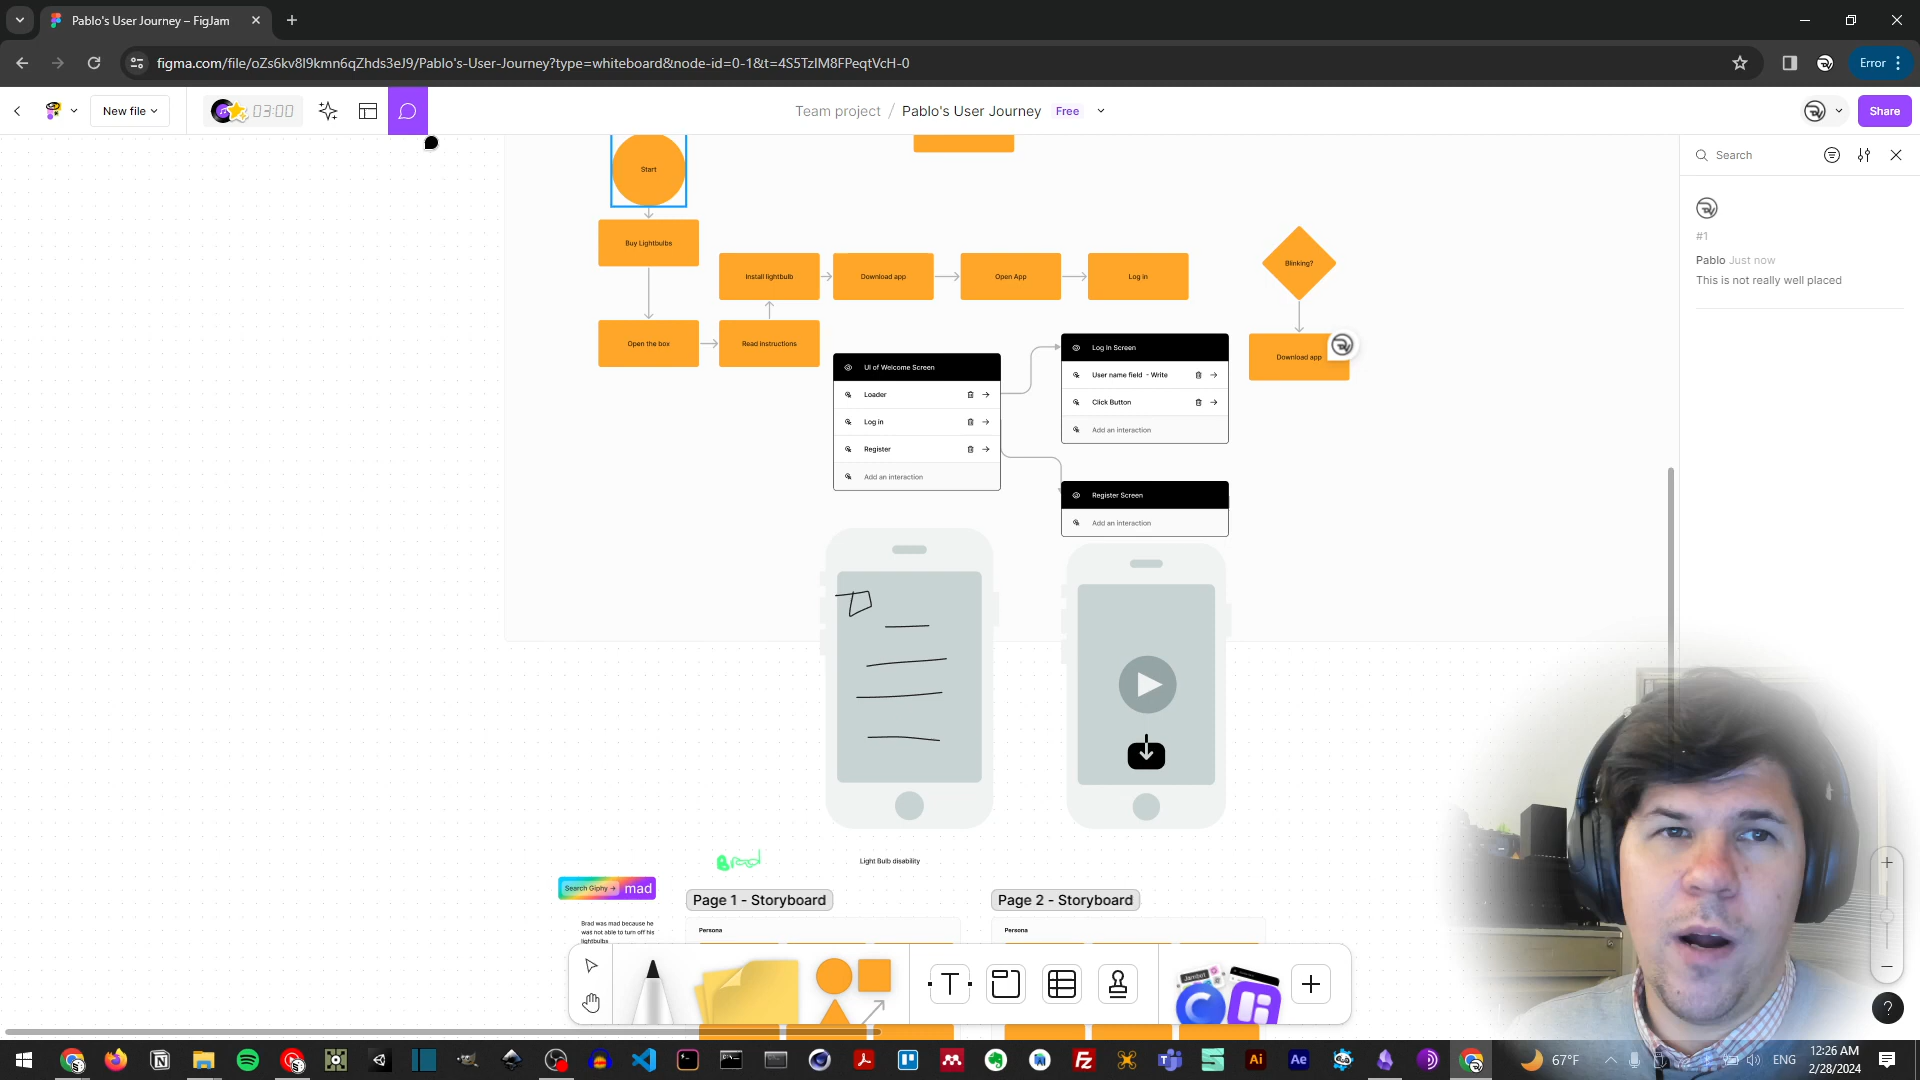 Pablo's User Journey – FigJam
figma.com/file/oZs6kv8l9kmn6qZhds3eJ9/Pablo's-User-Journey?type=whiteboard&node-id=0-1&t=4S5TzIM8FPeqtVcH-0
Error
New file
03:00
Team project / Pablo's User Journey Free
Share
Search
#1
Pablo Just now
This is not really well placed
Start
Buy Lightbulbs
Install lightbulb
Download app
Open App
Log in
Blinking?
Open the box
Read instructions
Download app
UI of Welcome Screen
Loader
Log in
Register
Add an interaction
Log In Screen
User name field - Write
Click Button
Add an interaction
Register Screen
Add an interaction
Brad
Light Bulb disability
Search Giphy → mad
Page 1 - Storyboard
Page 2 - Storyboard
Brad was mad because he
was not able to turn off his
lightbulbs
Persona
Persona
T
Jambot
67°F
ENG
12:26 AM
2/28/2024